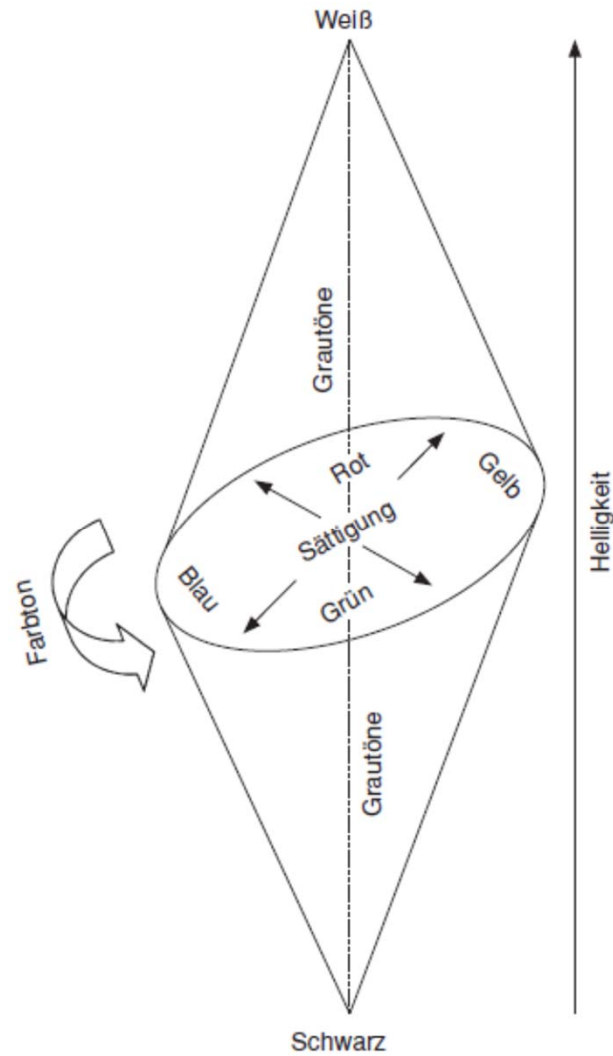 Weiß
Grautöne
Rot
Gelb
Sättigung
Blau
Grün
Farbton
Helligkeit
Grautöne
Schwarz